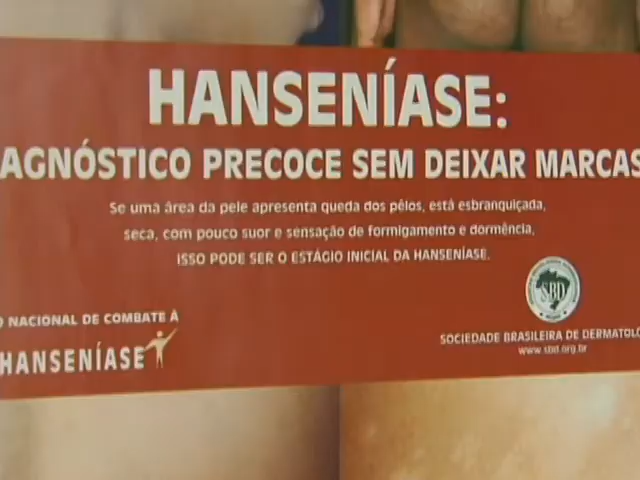 HANSENÍASE:
AGNÓSTICO PRECOCE SEM DEIXAR MARCAS
Se uma área da pele apresenta queda dos pêlos, está esbranquiçada,
seca, com pouco suor e sensação de formigamento e dormência,
ISSO PODE SER O ESTÁGIO INICIAL DA HANSENÍASE.
SBD
O NACIONAL DE COMBATE À
HANSENÍASE
SOCIEDADE BRASILEIRA DE DERMATOLO
www.sbd.org.br